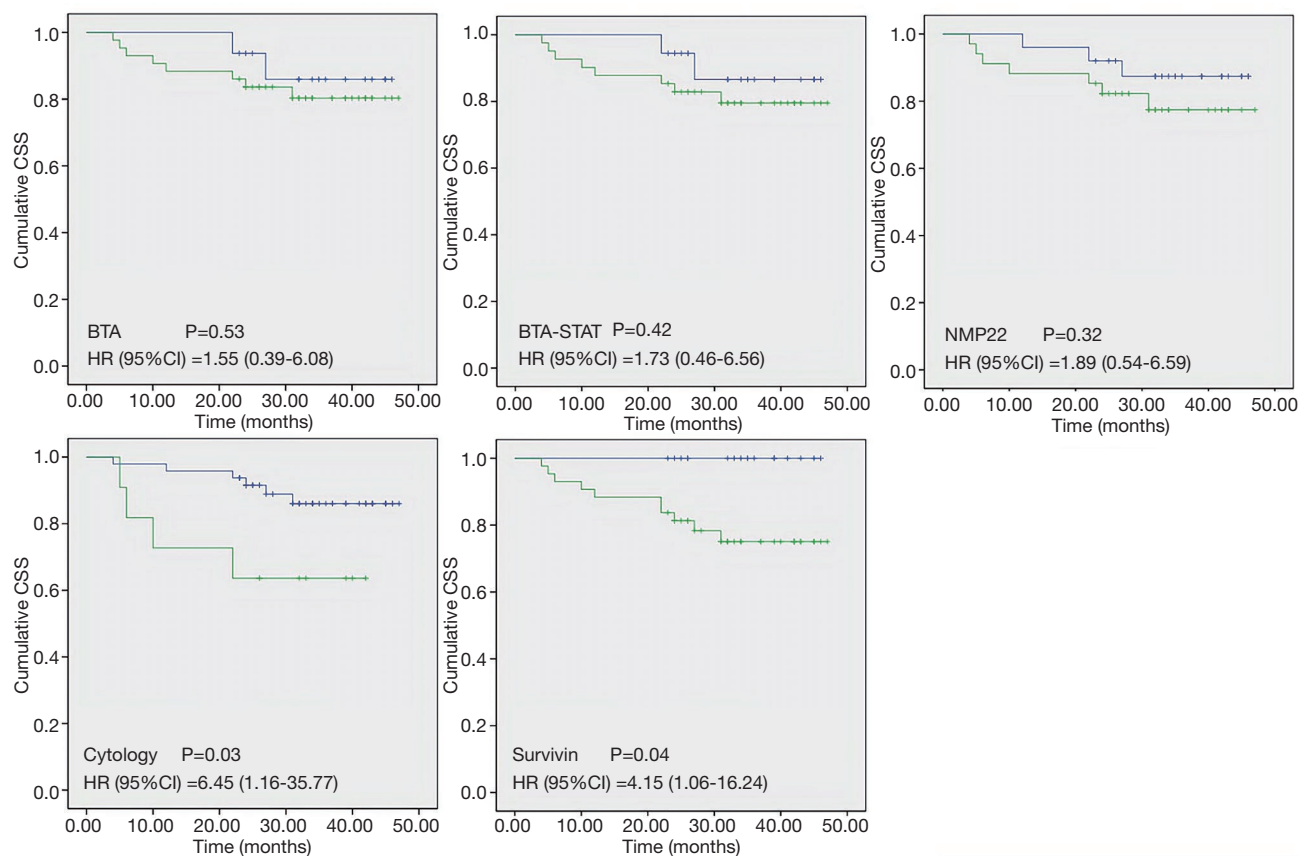 1.0
0.8
0.6
0.4
0.2
0.0
Cumulative CSS
BTA P=0.53
HR (95%CI) =1.55 (0.39-6.08)
0.00 10.00 20.00 30.00 40.00 50.00
Time (months)
1.0
0.8
0.6
0.4
0.2
0.0
Cumulative CSS
BTA-STAT P=0.42
HR (95%CI) =1.73 (0.46-6.56)
0.00 10.00 20.00 30.00 40.00 50.00
Time (months)
1.0
0.8
0.6
0.4
0.2
0.0
Cumulative CSS
NMP22 P=0.32
HR (95%CI) =1.89 (0.54-6.59)
0.00 10.00 20.00 30.00 40.00 50.00
Time (months)
1.0
0.8
0.6
0.4
0.2
0.0
Cumulative CSS
Cytology P=0.03
HR (95%CI) =6.45 (1.16-35.77)
0.00 10.00 20.00 30.00 40.00 50.00
Time (months)
1.0
0.8
0.6
0.4
0.2
0.0
Cumulative CSS
Survivin P=0.04
HR (95%CI) =4.15 (1.06-16.24)
0.00 10.00 20.00 30.00 40.00 50.00
Time (months)